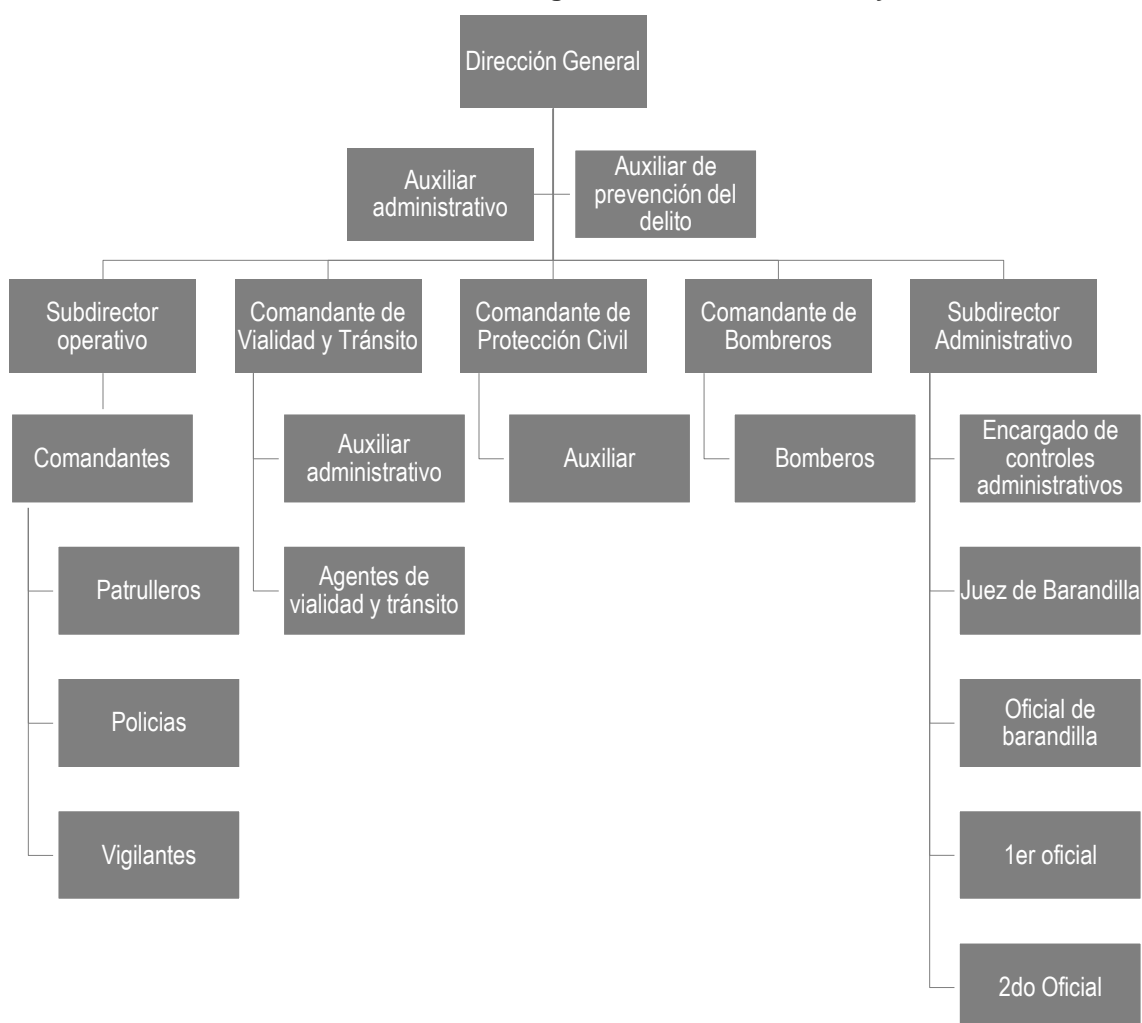 Dirección General
Auxiliar
administrativo
Auxiliar de
prevención del
delito
Subdirector
operativo
Comandante de
Vialidad y Tránsito
Comandante de
Protección Civil
Comandante de
Bombreros
Subdirector
Administrativo
Comandantes
Patrulleros
Policias
Vigilantes
Auxiliar
administrativo
Agentes de
vialidad y tránsito
Auxiliar
Bomberos
Encargado de
controles
administrativos
Juez de Barandilla
Oficial de
barandilla
1er oficial
2do Oficial